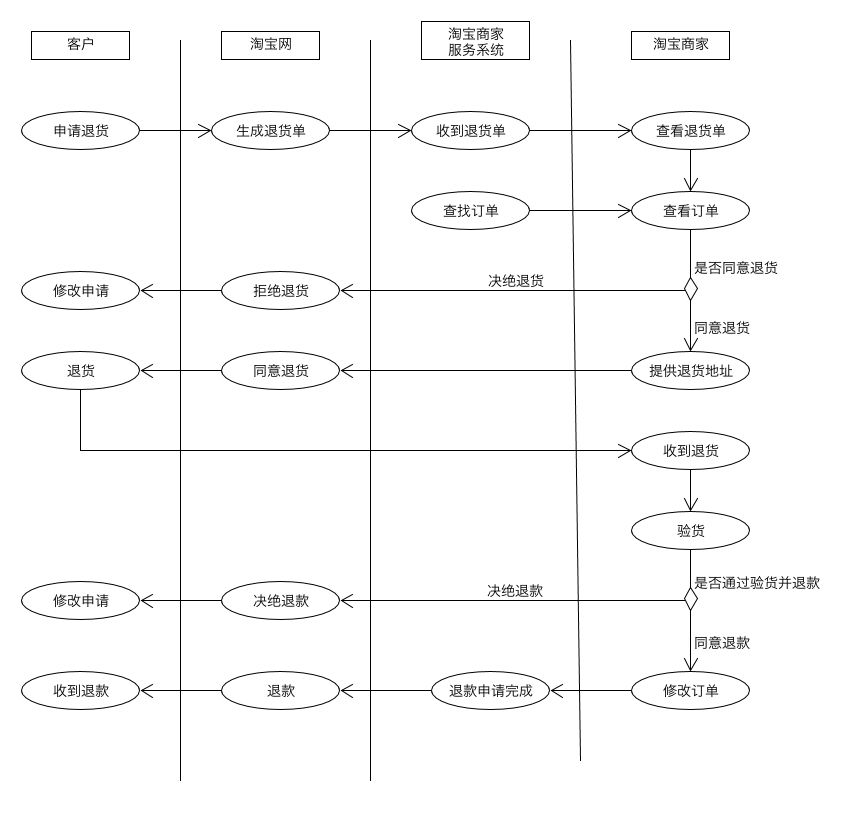 客户
淘宝网
淘宝商家
服务系统
淘宝商家
申请退货
生成退货单
收到退货单
查看退货单
查找订单
查看订单
是否同意退货
决绝退货
修改申请
拒绝退货
同意退货
退货
同意退货
提供退货地址
收到退货
验货
是否通过验货并退款
决绝退款
修改申请
决绝退款
同意退款
收到退款
退款
退款申请完成
修改订单